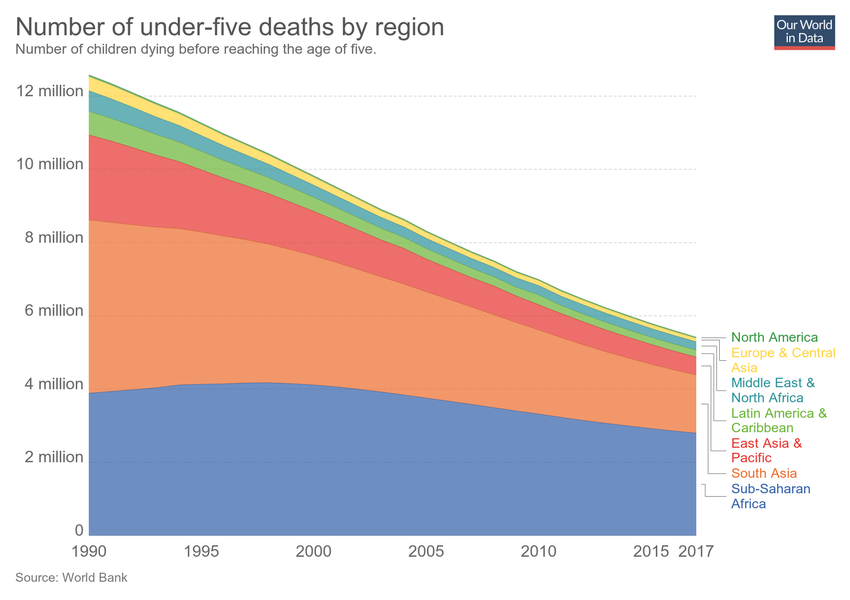 Number of under-five deaths by region
Number of children dying before reaching the age of five.
Our World
in Data
12 million
10 million
8 million
6 million
4 million
2 million
0
1990 1995 2000 2005 2010 2015 2017
North America
Europe & Central
Asia
Middle East &
North Africa
Latin America &
Caribbean
East Asia &
Pacific
South Asia
Sub-Saharan
Africa
Source: World Bank